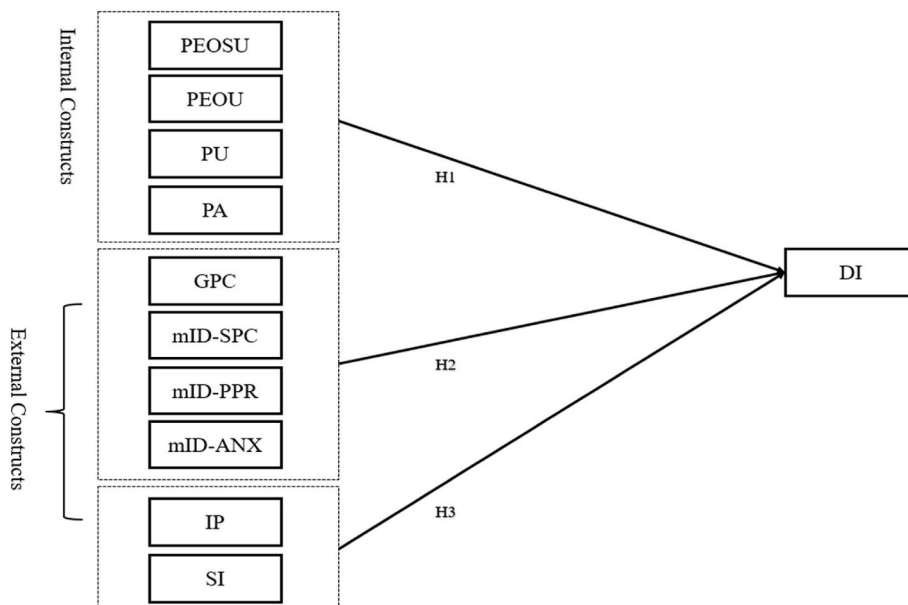 Internal Constructs
PEOSU
PEOU
PU
PA
External Constructs
GPC
mID-SPC
mID-PPR
mID-ANX
IP
SI
H1
H2
H3
DI